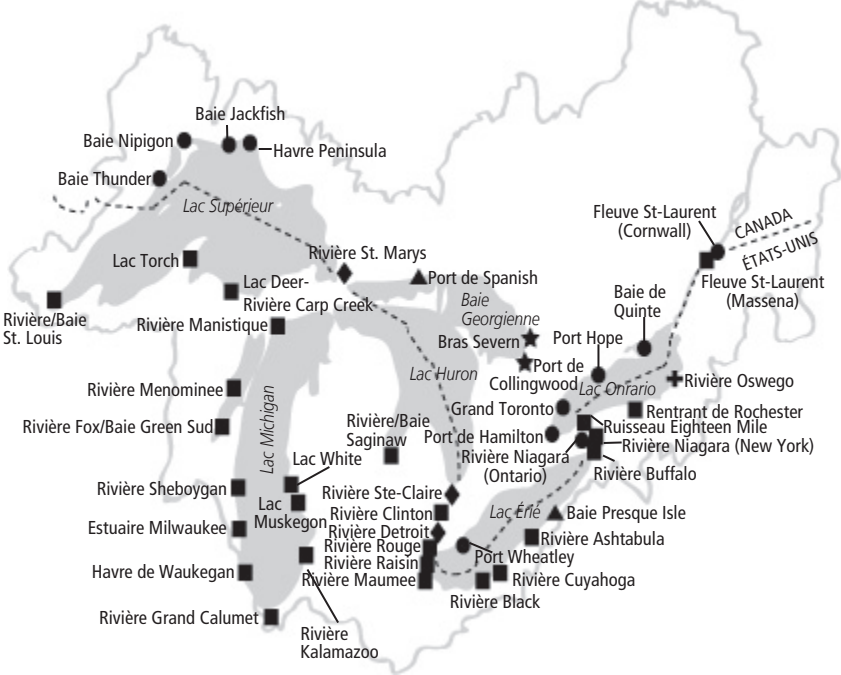 Baie Jackfish
Baie Nipigon
Havre Peninsula
Baie Thunder
Lac Supérieur
Fleuve St-Laurent
(Cornwall)
CANADA
ÉTATS-UNIS
Rivière St. Marys
Lac Torch
Port de Spanish
Fleuve St-Laurent
(Massena)
Lac Deer-
Rivière Carp Creek
Baie
Georgienne
Baie de
Quinte
Rivière/Baie
St. Louis
Rivière Manistique
Bras Severn
Port Hope
Port de
Collingwood
Lac Huron
Lac Onrario
Rivière Oswego
Rivière Menominee
Lac Michigan
Grand Toronto
Rentrant de Rochester
Rivière Fox/Baie Green Sud
Rivière/Baie
Saginaw
Port de Hamilton
Ruisseau Eighteen Mile
Rivière Niagara (New York)
Lac White
Rivière Niagara
(Ontario)
Rivière Buffalo
Rivière Sheboygan
Rivière Ste-Claire
Lac
Muskegon
Rivière Clinton
Lac Érié
Baie Presque Isle
Estuaire Milwaukee
Rivière Detroit
Rivière Ashtabula
Rivière Rouge
Port Wheatley
Rivière Raisin
Havre de Waukegan
Rivière Maumee
Rivière Cuyahoga
Rivière Black
Rivière Grand Calumet
Rivière
Kalamazoo